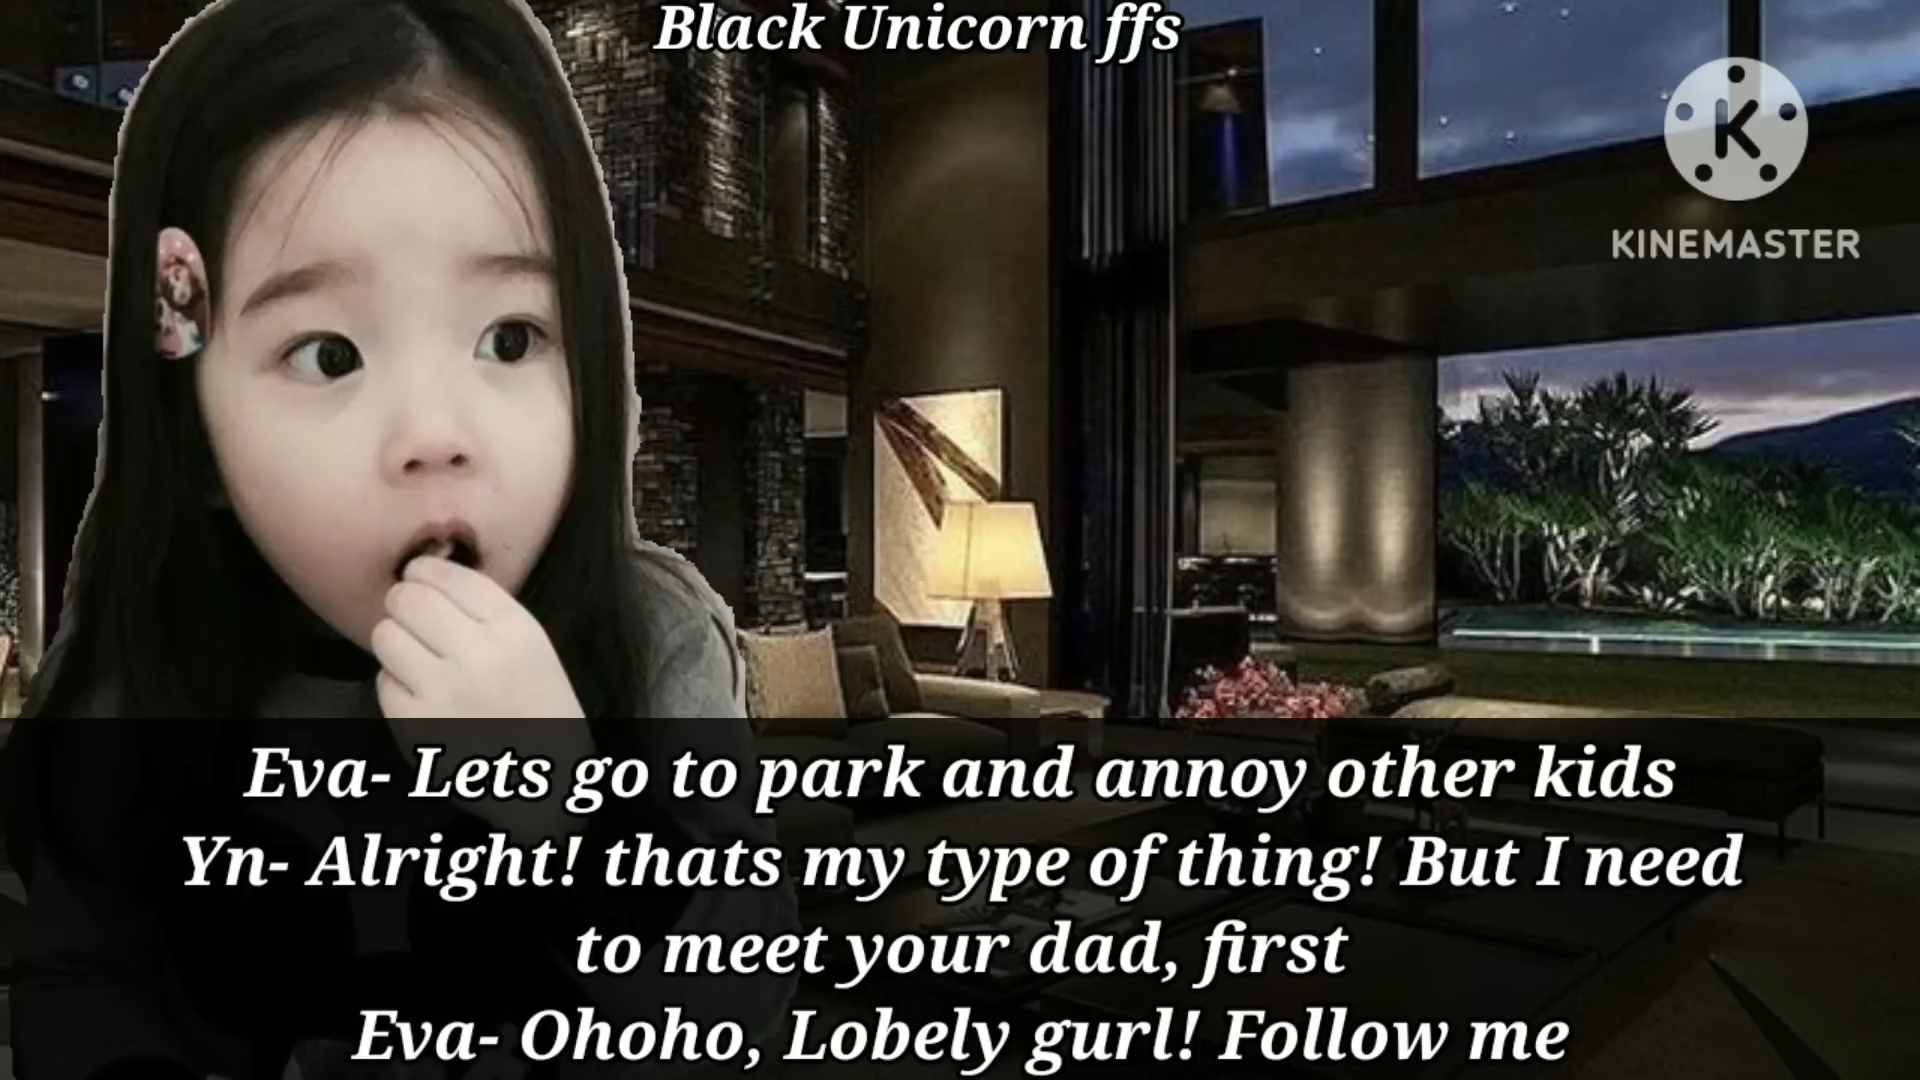 Black Unicorn ffs
KINEMASTER
Eva- Lets go to park and annoy other kids
Yn- Alright! thats my type of thing! But I need
to meet your dad, first
Eva- Ohoho, Lobely gurl! Follow me